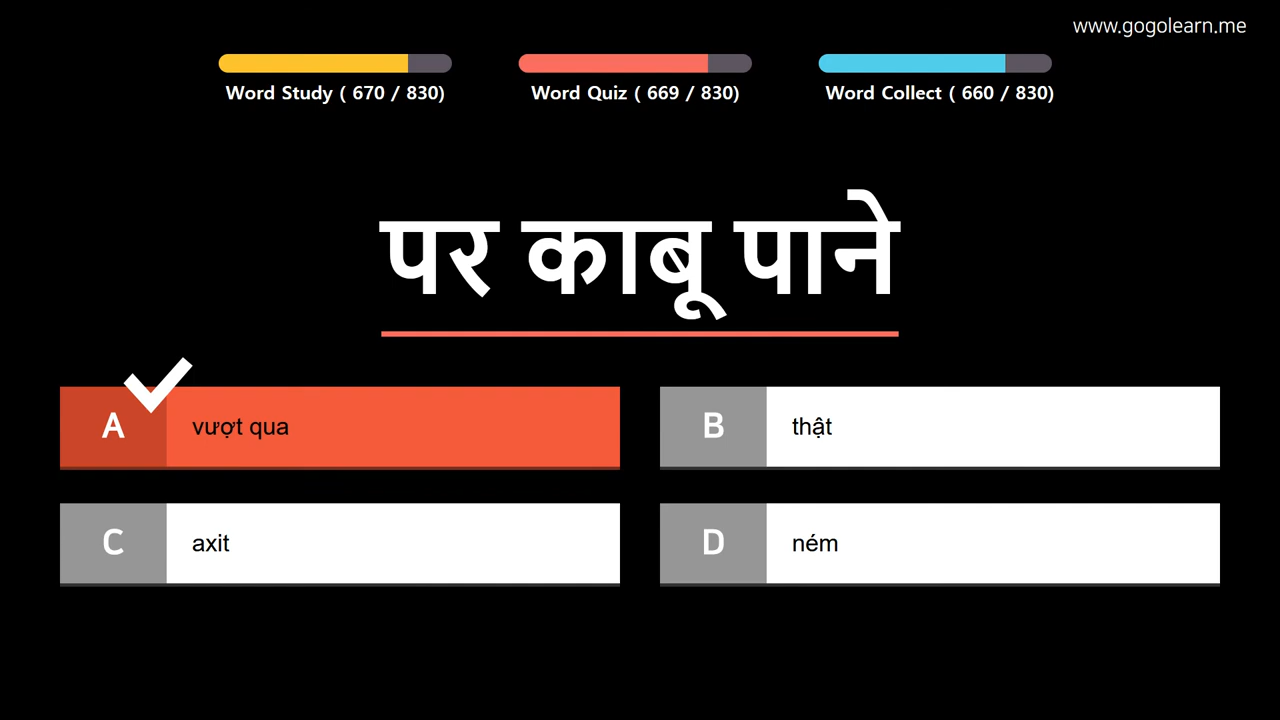 www.gogolearn.me
Word Study ( 670 / 830)
Word Quiz ( 669 / 830)
Word Collect ( 660 / 830)
पर काबू पाने
A vượt qua
B thật
C axit
D ném